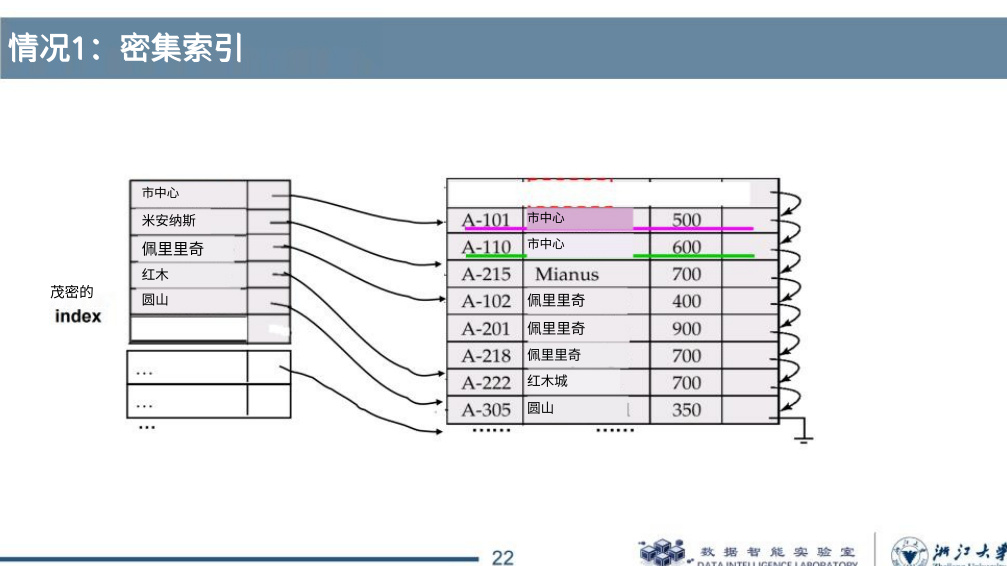 情况1：密集索引
市中心
米安纳斯
佩里里奇
红木
圆山
茂密的
index
...
...
...
A-101 市中心 500
A-110 市中心 600
A-215 Mianus 700
A-102 佩里里奇 400
A-201 佩里里奇 900
A-218 佩里里奇 700
A-222 红木城 700
A-305 圆山 350
...... ......
22
数据智能实验室
DATA INTELLIGENCE LABORATORY
浙江大学